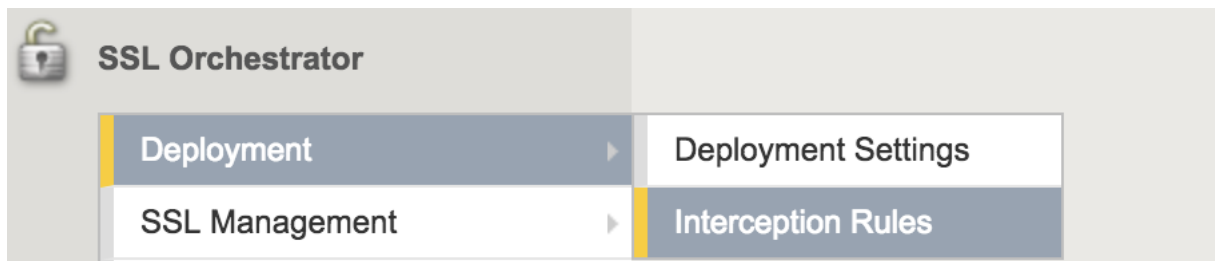 SSL Orchestrator
Deployment
Deployment Settings
SSL Management
Interception Rules